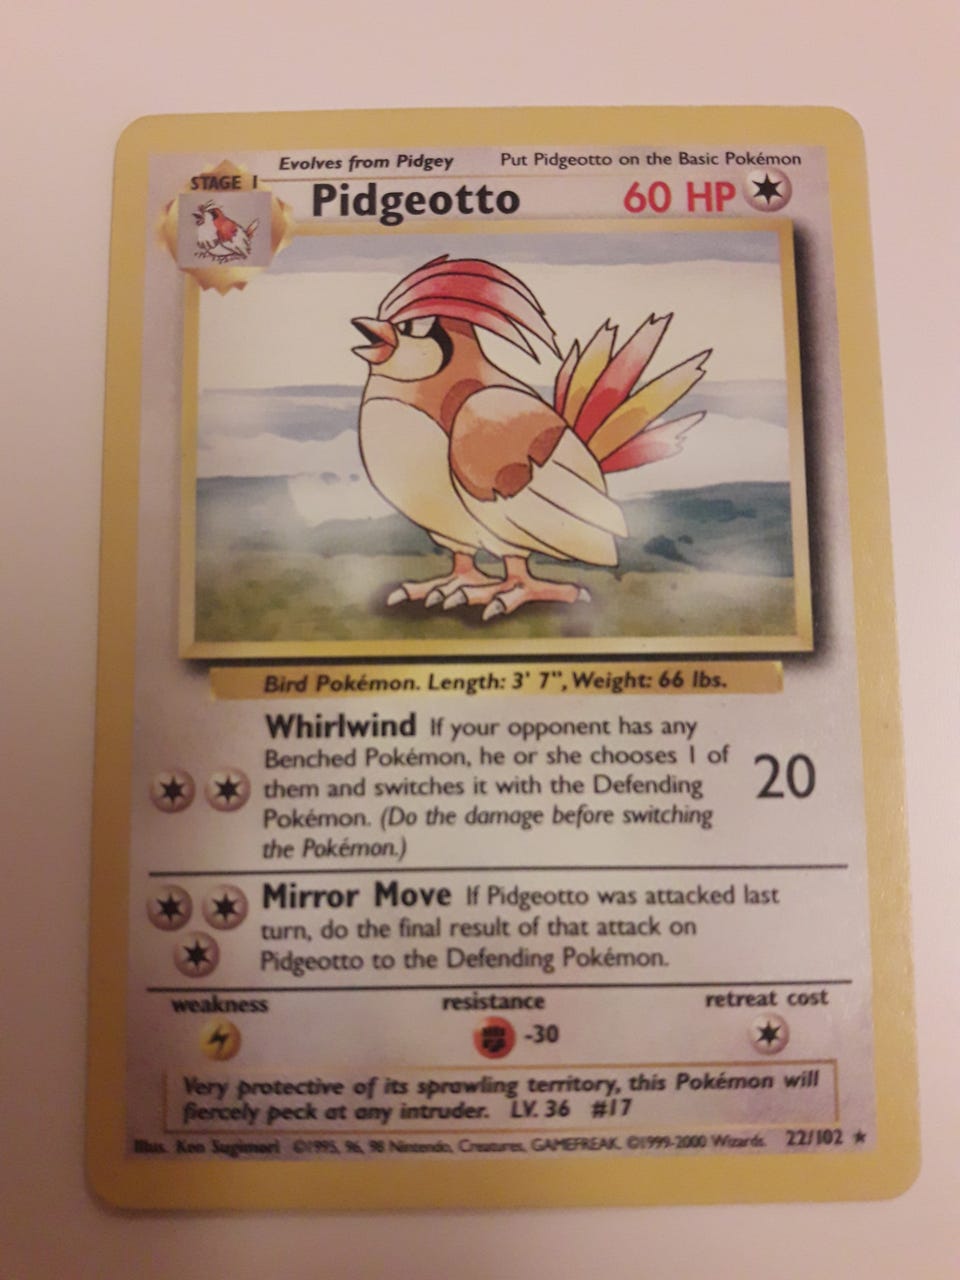 Evolves from Pidgey Put Pidgeotto on the Basic Pokémon
STAGE 1
Pidgeotto 60 HP
Bird Pokémon. Length: 3' 7", Weight: 66 lbs.
Whirlwind If your opponent has any
Benched Pokémon, he or she chooses 1 of
them and switches it with the Defending
Pokémon. (Do the damage before switching
the Pokémon.)
20
Mirror Move If Pidgeotto was attacked last
turn, do the final result of that attack on
Pidgeotto to the Defending Pokémon.
weakness resistance retreat cost
-30
Very protective of its sprawling territory, this Pokémon will
fiercely peck at any intruder. LV. 36 #17
Illus. Ken Sugimori ©1995, 96, 98 Nintendo, Creatures, GAMEFREAK. ©1999-2000 Wizards. 22/102 ★